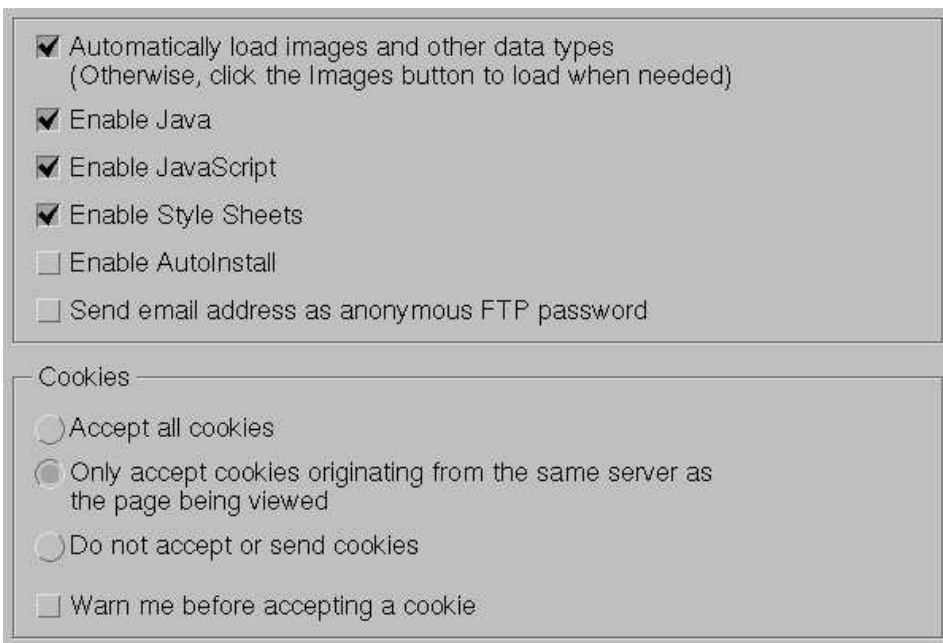 Automatically load images and other data types
(Otherwise, click the Images button to load when needed)
Enable Java
Enable JavaScript
Enable Style Sheets
Enable AutoInstall
Send email address as anonymous FTP password
Cookies
Accept all cookies
Only accept cookies originating from the same server as
the page being viewed
Do not accept or send cookies
Warn me before accepting a cookie